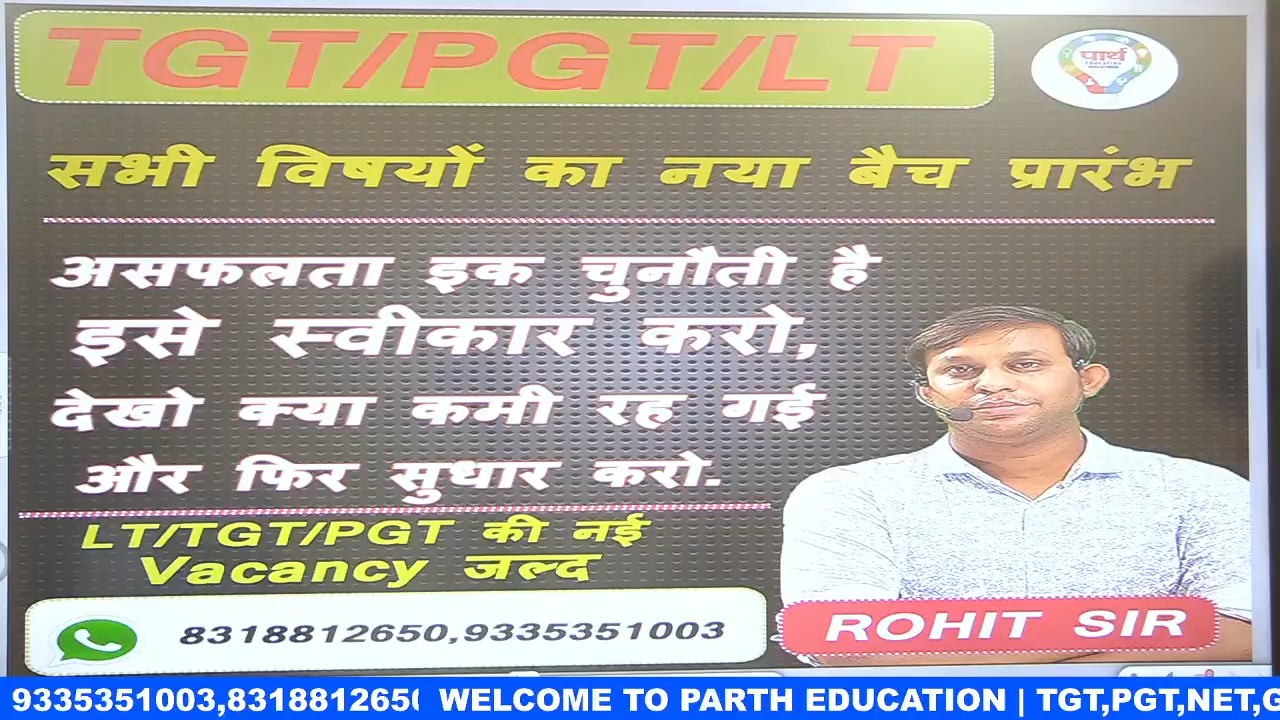 TGT/PGT/LT
पार्थ
Education
सभी विषयों का नया बैच प्रारंभ
असफलता इक चुनौती है
इसे स्वीकार करो,
देखो क्या कमी रह गई
और फिर सुधार करो.
LT/TGT/PGT की नई
Vacancy जल्द
8318812650,9335351003
ROHIT SIR
9335351003,831881265 WELCOME TO PARTH EDUCATION | TGT,PGT,NET,G